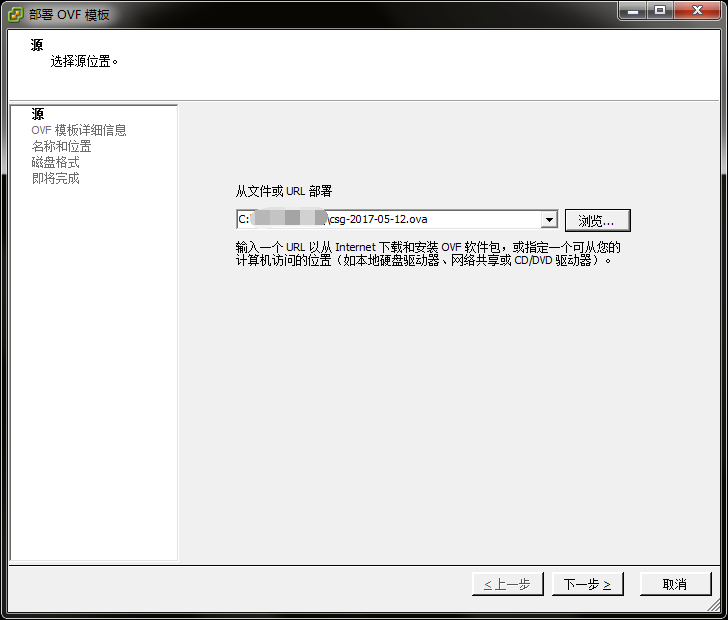 部署 OVF 模板
源
选择源位置。
源
OVF 模板详细信息
名称和位置
磁盘格式
即将完成
从文件或 URL 部署
C:\csg-2017-05-12.ova
浏览...
输入一个 URL 以从 Internet 下载和安装 OVF 软件包，或指定一个可从您的
计算机访问的位置（如本地硬盘驱动器、网络共享或 CD/DVD 驱动器）。
< 上一步
下一步 >
取消